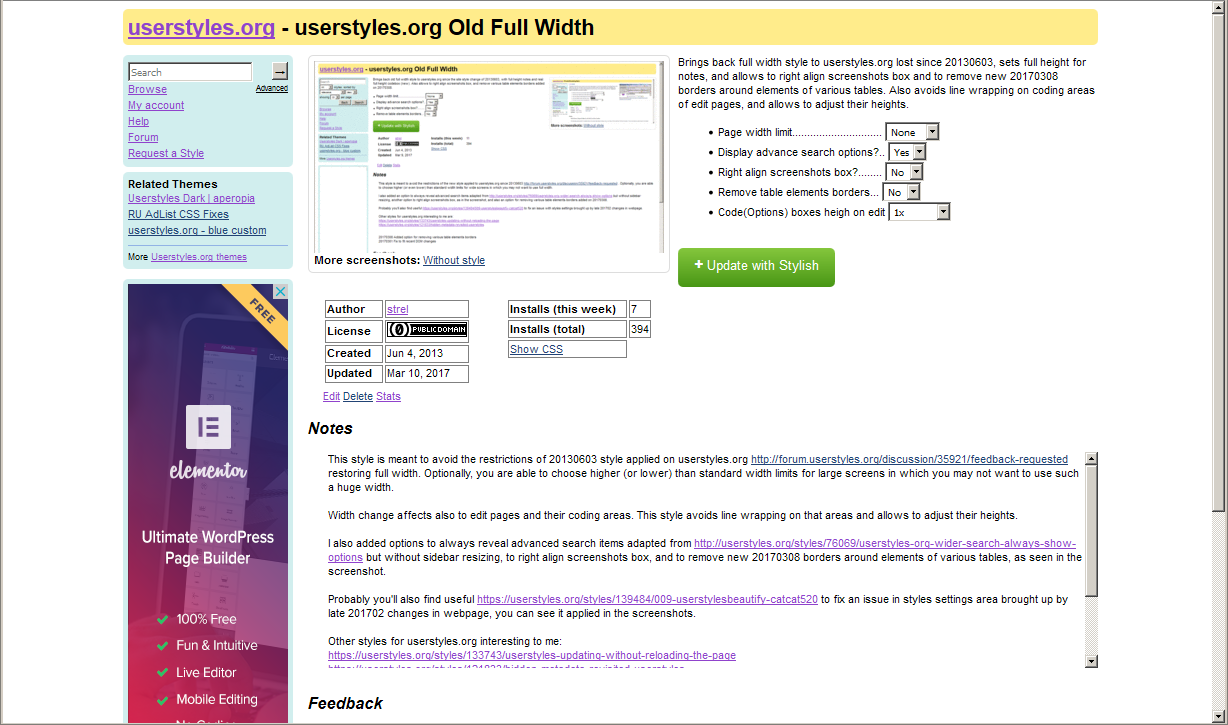 userstyles.org - userstyles.org Old Full Width
Search
→
Browse
Advanced
My account
Help
Forum
Request a Style
Related Themes
Userstyles Dark | aperopia
RU AdList CSS Fixes
userstyles.org - blue custom
More Userstyles.org themes
FREE
elementor
Ultimate WordPress
Page Builder
100% Free
Fun & Intuitive
Live Editor
Mobile Editing
No Coding
userstyles.org - userstyles.org Old Full Width
More screenshots: Without style
Brings back full width style to userstyles.org lost since 20130603, sets full height for
notes, and allows to right align screenshots box and to remove new 20170308
borders around elements of various tables. Also avoids line wrapping on coding areas
of edit pages, and allows to adjust their heights.
Page width limit.............................. None
Display advance search options?.. Yes
Right align screenshots box?........ No
Remove table elements borders... No
Code(Options) boxes heigh on edit 1x
+ Update with Stylish
Author strel
License PUBLIC DOMAIN
Created Jun 4, 2013
Updated Mar 10, 2017
Installs (this week) 7
Installs (total) 394
Show CSS
Edit Delete Stats
Notes
This style is meant to avoid the restrictions of 20130603 style applied on userstyles.org http://forum.userstyles.org/discussion/35921/feedback-requested
restoring full width. Optionally, you are able to choose higher (or lower) than standard width limits for large screens in which you may not want to use such
a huge width.
Width change affects also to edit pages and their coding areas. This style avoids line wrapping on that areas and allows to adjust their heights.
I also added options to always reveal advanced search items adapted from http://userstyles.org/styles/76069/userstyles-org-wider-search-always-show-
options but without sidebar resizing, to right align screenshots box, and to remove new 20170308 borders around elements of various tables, as seen in the
screenshot.
Probably you'll also find useful https://userstyles.org/styles/139484/009-userstylesbeautify-catcat520 to fix an issue in styles settings area brought up by
late 201702 changes in webpage, you can see it applied in the screenshots.
Other styles for userstyles.org interesting to me:
https://userstyles.org/styles/133743/userstyles-updating-without-reloading-the-page
Feedback